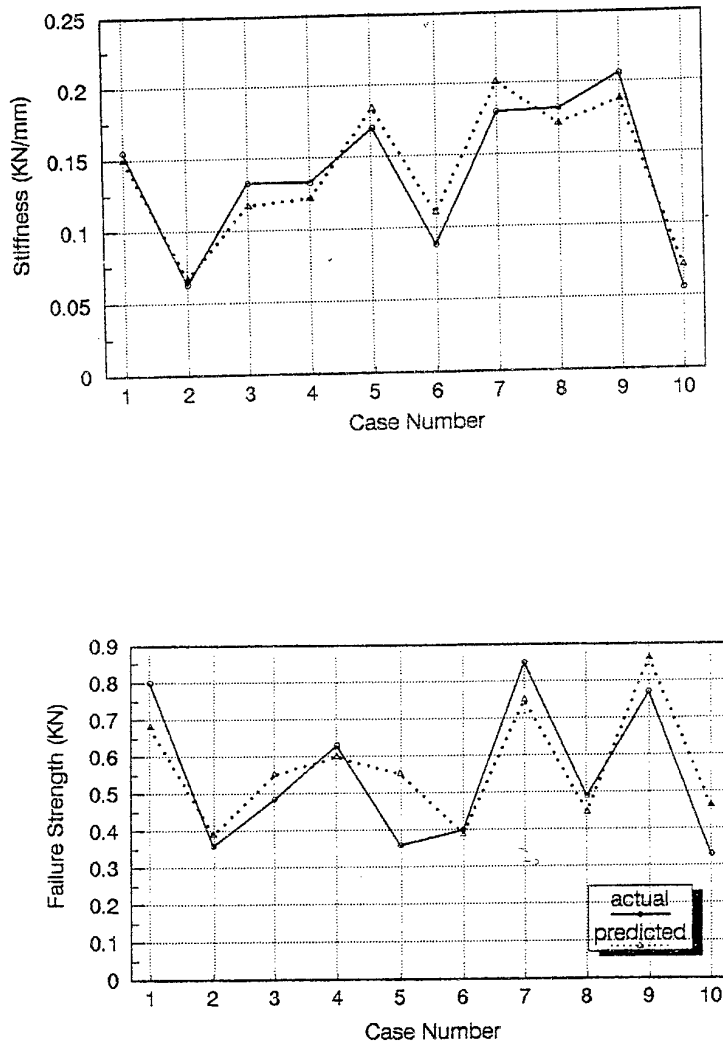 0.25
0.2
0.15
0.1
0.05
0
Stiffness (KN/mm)
1 2 3 4 5 6 7 8 9 10
Case Number
0.9
0.8
0.7
0.6
0.5
0.4
0.3
0.2
0.1
0
Failure Strength (KN)
actual
predicted
1 2 3 4 5 6 7 8 9 10
Case Number